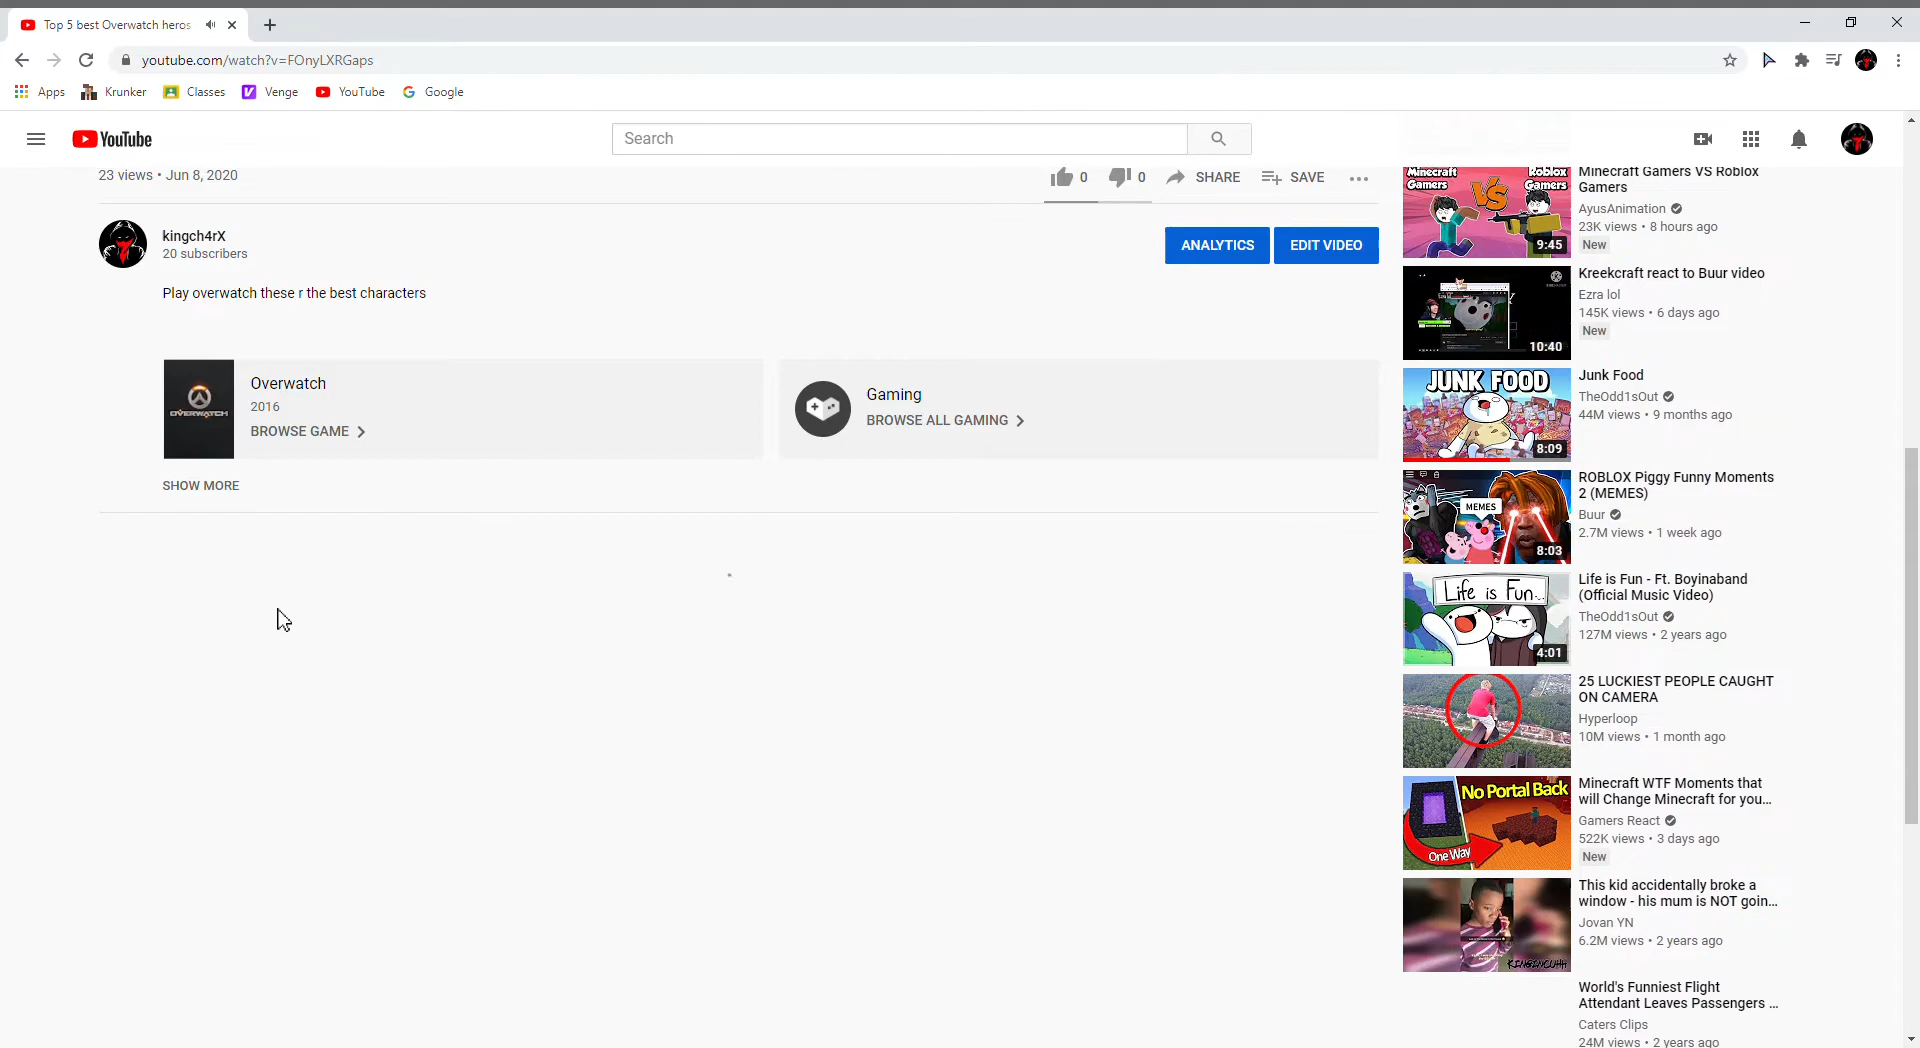 Top 5 best Overwatch heros
youtube.com/watch?v=FOnyLXRGaps
Apps
Krunker
Classes
Venge
YouTube
Google
YouTube
Search
23 views • Jun 8, 2020
0
0
SHARE
SAVE
kingch4rX
20 subscribers
ANALYTICS
EDIT VIDEO
Play overwatch these r the best characters
OVERWATCH
Overwatch
2016
BROWSE GAME
Gaming
BROWSE ALL GAMING
SHOW MORE
Minecraft
Gamers
VS
Roblox
Gamers
9:45
Minecraft Gamers VS Roblox
Gamers
AyusAnimation
23K views • 8 hours ago
New
10:40
Kreekcraft react to Buur video
Ezra lol
145K views • 6 days ago
New
JUNK FOOD
8:09
Junk Food
TheOdd1sOut
44M views • 9 months ago
MEMES
8:03
ROBLOX Piggy Funny Moments
2 (MEMES)
Buur
2.7M views • 1 week ago
Life is Fun..
4:01
Life is Fun - Ft. Boyinaband
(Official Music Video)
TheOdd1sOut
127M views • 2 years ago
25 LUCKIEST PEOPLE CAUGHT
ON CAMERA
Hyperloop
10M views • 1 month ago
No Portal Back
One Way
Minecraft WTF Moments that
will Change Minecraft for you...
Gamers React
522K views • 3 days ago
New
KINGINCUHH
This kid accidentally broke a
window - his mum is NOT goin...
Jovan YN
6.2M views • 2 years ago
World's Funniest Flight
Attendant Leaves Passengers ...
Caters Clips
24M views • 2 years ago